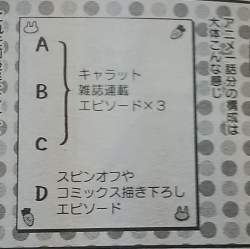 アニメ一話分の構成は
大体こんな感じ
A
B
C
キャラット
雑誌連載
エピソード×3
D
スピンオフや
コミックス描き下ろし
エピソード